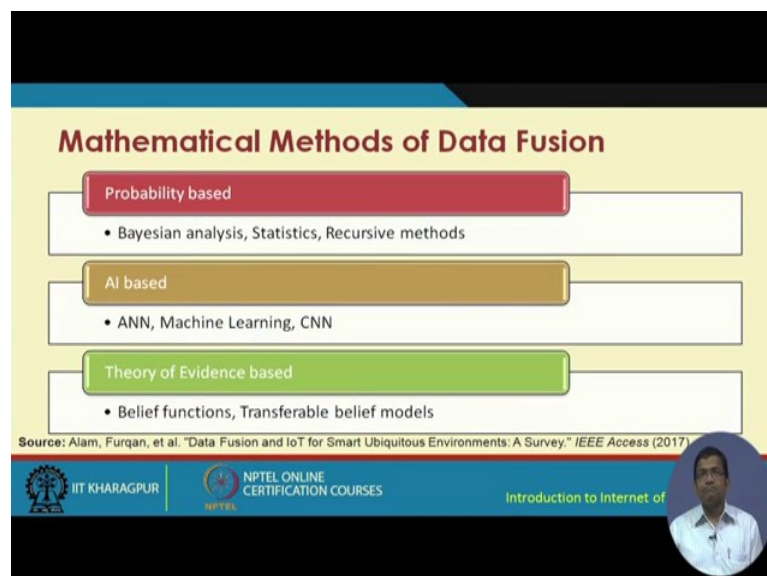 Mathematical Methods of Data Fusion
Probability based
• Bayesian analysis, Statistics, Recursive methods
AI based
• ANN, Machine Learning, CNN
Theory of Evidence based
• Belief functions, Transferable belief models
Source: Alam, Furqan, et al. "Data Fusion and IoT for Smart Ubiquitous Environments: A Survey." IEEE Access (2017)
IIT KHARAGPUR
NPTEL
NPTEL ONLINE
CERTIFICATION COURSES
Introduction to Internet of